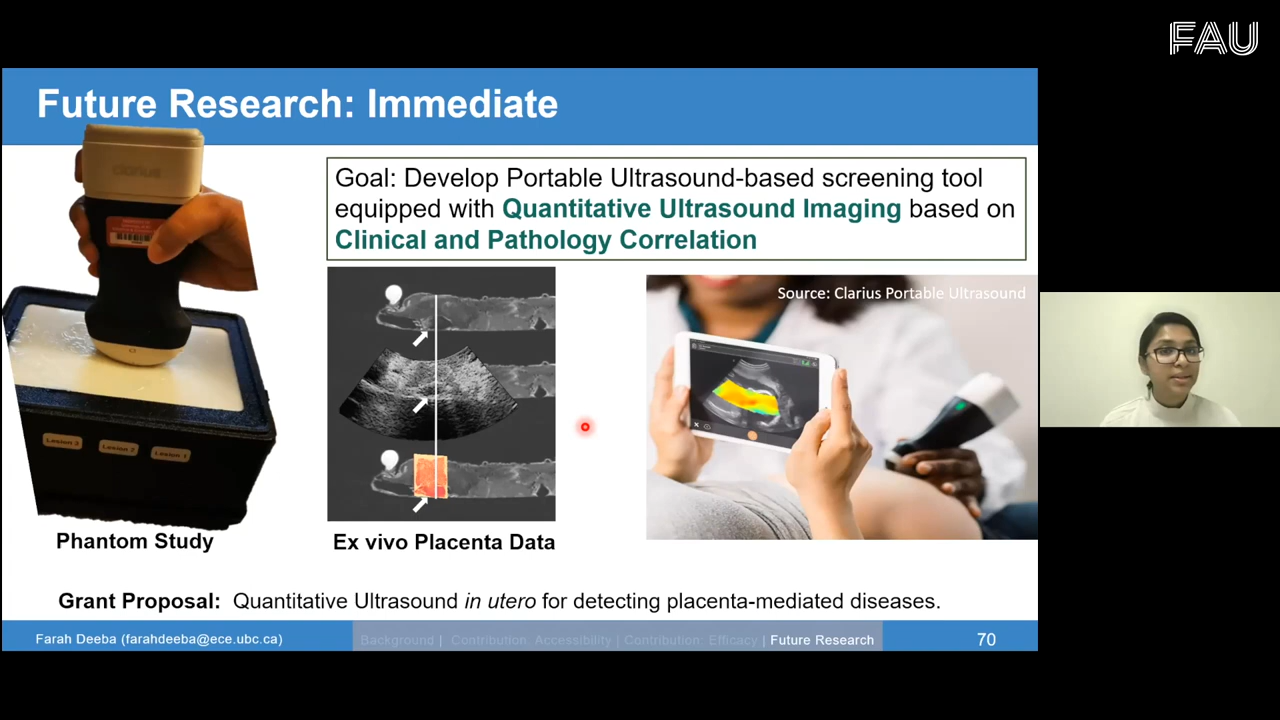 FAU
Future Research: Immediate
clarius
Goal: Develop Portable Ultrasound-based screening tool
equipped with Quantitative Ultrasound Imaging based on
Clinical and Pathology Correlation
Source: Clarius Portable Ultrasound
Lesion 3
Lesion 2
Lesion 1
Phantom Study
Ex vivo Placenta Data
Grant Proposal: Quantitative Ultrasound in utero for detecting placenta-mediated diseases.
Farah Deeba (farahdeeba@ece.ubc.ca)
Background | Contribution: Accessibility | Contribution: Efficacy | Future Research
70